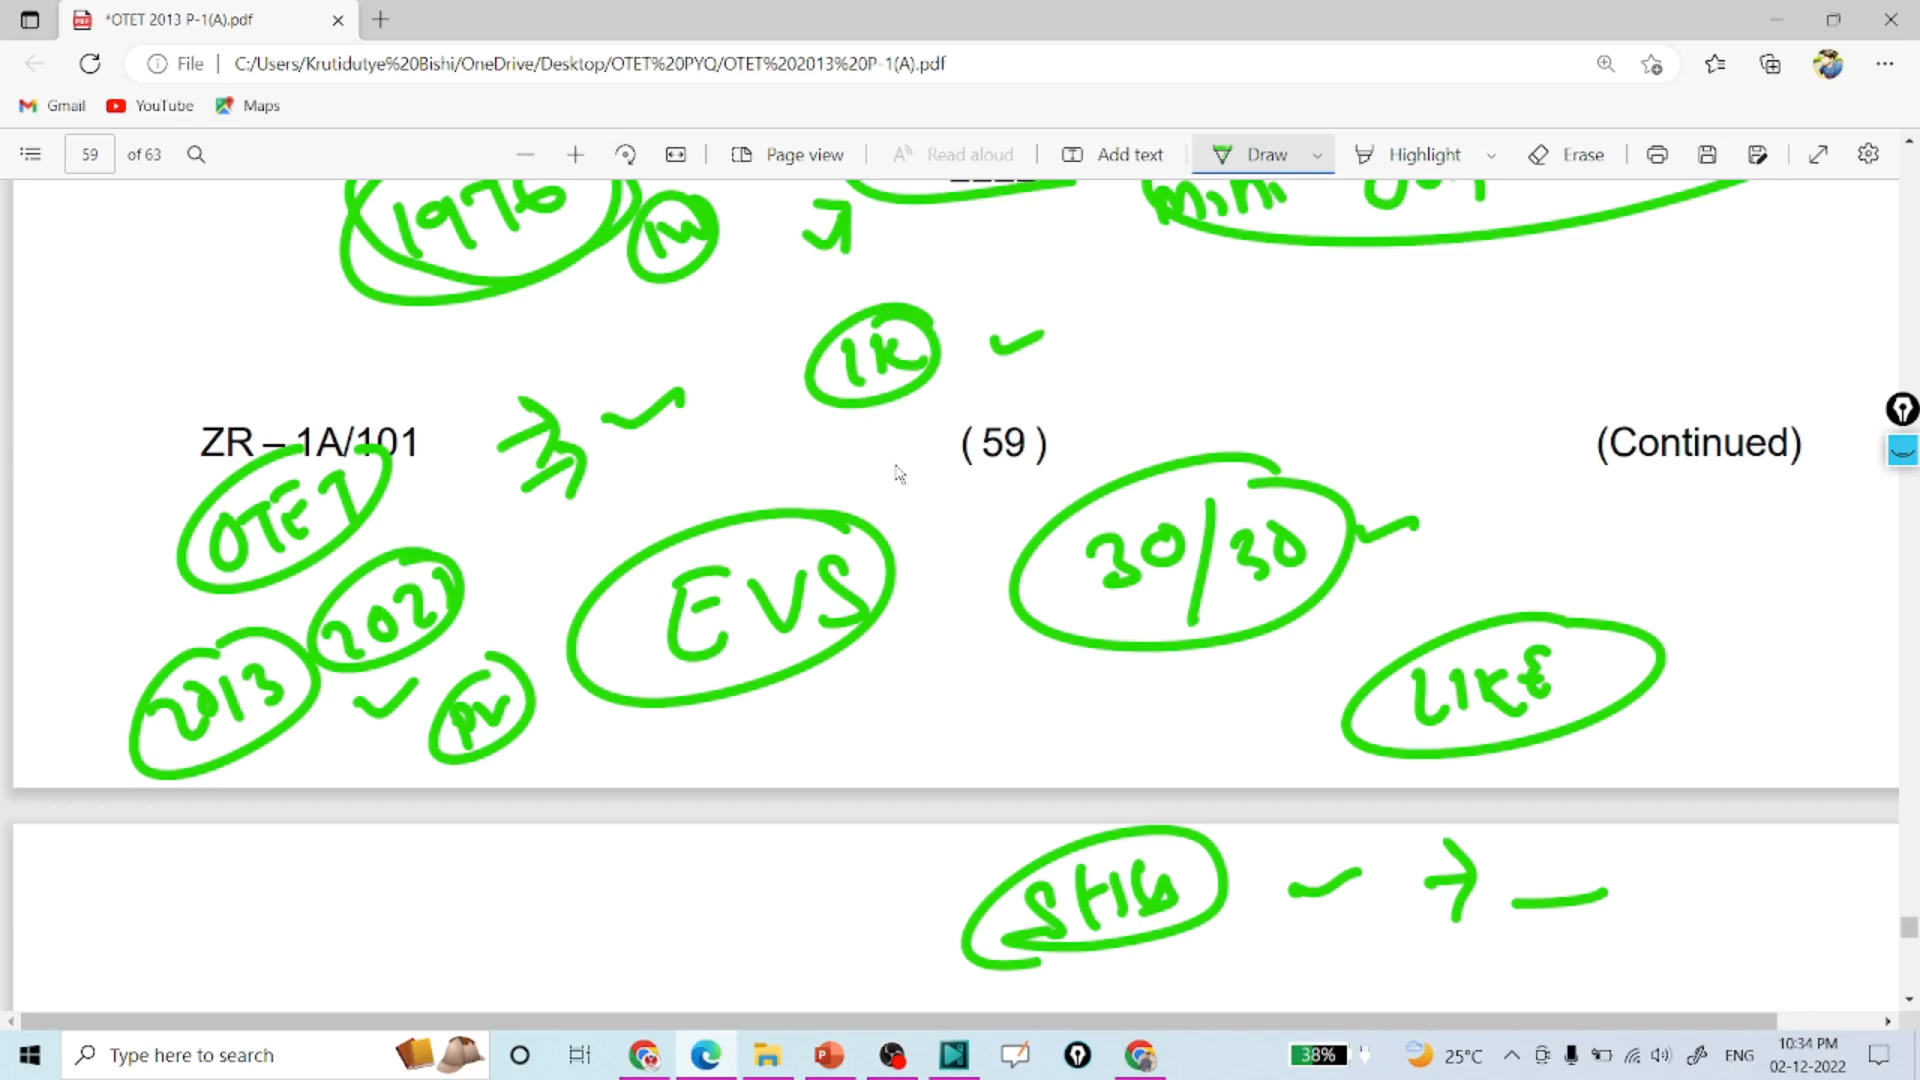 *OTET 2013 P-1(A).pdf
File C:/Users/Krutidutye%20Bishi/OneDrive/Desktop/OTET%20PYQ/OTET%202013%20P-1(A).pdf
Gmail YouTube Maps
59 of 63 Page view Read aloud Add text Draw Highlight Erase
1976
1K
ZR – 1A/101 ( 59 ) (Continued)
OTET
30/30
EVS
2021
2013
LIKE
Type here to search
38% 25°C ENG 10:34 PM
02-12-2022